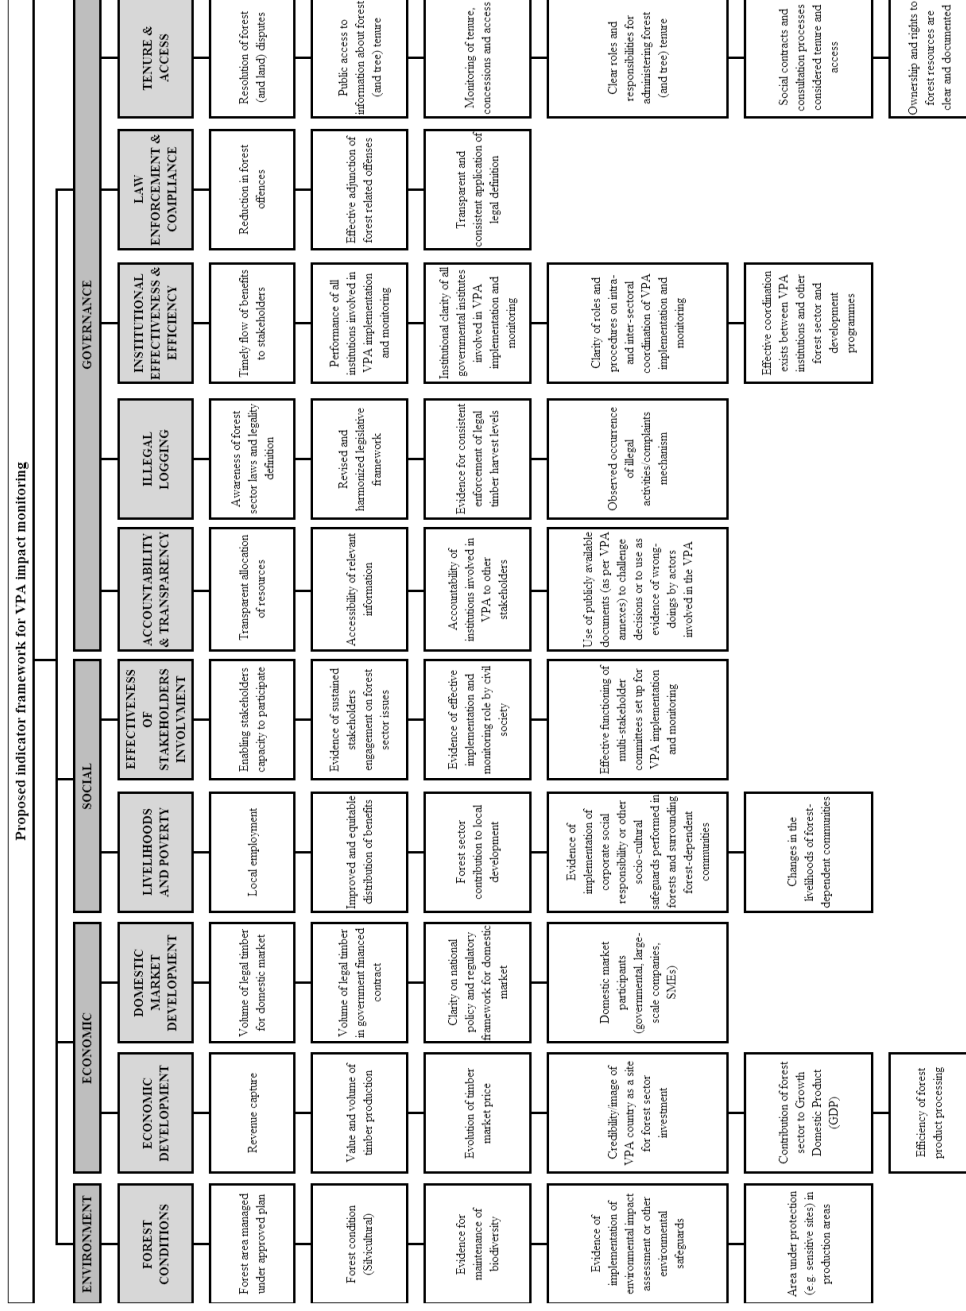 Proposed indicator framework for VPA impact monitoring
ENVIRONMENT
FOREST
CONDITIONS
Forest area managed
under approved plan
Forest condition
(Silvicultural)
Evidence for
maintenance of
biodiversity
Evidence of
implementation of
environmental impact
assessment or other
environmental
safeguards
Area under protection
(e.g. sensitive sites) in
production areas
ECONOMIC
ECONOMIC
DEVELOPMENT
Revenue capture
Value and volume of
timber production
Evolution of timber
market price
Credibility/image of
VPA country as a site
for forest sector
investment
Contribution of forest
sector to Growth
Domestic Product
(GDP)
Efficiency of forest
product processing
DOMESTIC
MARKET
DEVELOPMENT
Volume of legal timber
for domestic market
Volume of legal timber
in government financed
contract
Clarity on national
policy and regulatory
framework for domestic
market
Domestic market
participants
(governmental, large-
scale companies,
SMEs)
SOCIAL
LIVELIHOODS
AND POVERTY
Local employment
Improved and equitable
distribution of benefits
Forest sector
contribution to local
development
Evidence of
implementation of
corporate social
responsibility or other
socio-cultural
safeguards performed in
forests and surrounding
forest-dependent
communities
Changes in the
livelihoods of forest-
dependent communities
EFFECTIVENESS
OF
STAKEHOLDERS
INVOLVMENT
Enabling stakeholders
capacity to participate
Evidence of sustained
stakeholders
engagement on forest
sector issues
Evidence of effective
implementation and
monitoring role by civil
society
Effective functioning of
multi-stakeholder
committees set up for
VPA implementation
and monitoring
GOVERNANCE
ACCOUNTABILITY
& TRANSPARENCY
Transparent allocation
of resources
Accessibility of relevant
information
Accountability of
institutions involved in
VPA to other
stakeholders
Use of publicly available
documents (as per VPA
annexes) to challenge
decisions or to use as
evidence of wrong-
doings by actors
involved in the VPA
ILLEGAL
LOGGING
Awareness of forest
sector laws and legality
definition
Revised and
harmonized legislative
framework
Evidence for consistent
enforcement of legal
timber harvest levels
Observed occurrence
of illegal
activities/complaints
mechanism
INSTITUTIONAL
EFFECTIVENESS &
EFFICIENCY
Timely flow of benefits
to stakeholders
Performance of all
institutions involved in
VPA implementation
and monitoring
Institutional clarity of all
governmental institutes
involved in VPA
implementation and
monitoring
Clarity of roles and
procedures on intra-
and inter-sectoral
coordination of VPA
implementation and
monitoring
Effective coordination
exists between VPA
institutions and other
forest sector and
development
programmes
LAW
ENFORCEMENT &
COMPLIANCE
Reduction in forest
offences
Effective adjunction of
forest related offenses
Transparent and
consistent application of
legal definition
TENURE &
ACCESS
Resolution of forest
(and land) disputes
Public access to
information about forest
(and tree) tenure
Monitoring of tenure,
concessions and access
Clear roles and
responsibilities for
administering forest
(and tree) tenure
Social contracts and
consultation processes
considered tenure and
access
Ownership and rights to
forest resources are
clear and documented